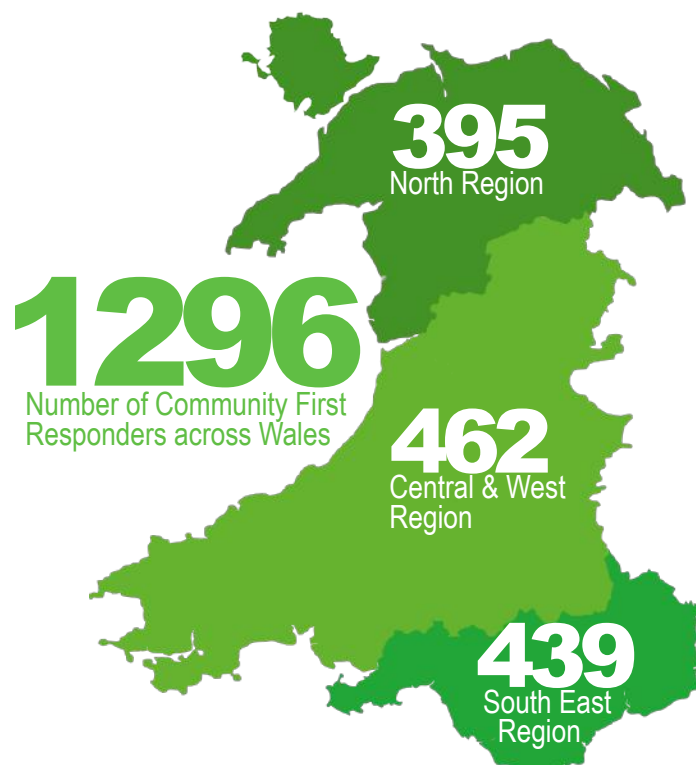 395
North Region
1296
Number of Community First
Responders across Wales
462
Central & West
Region
439
South East
Region